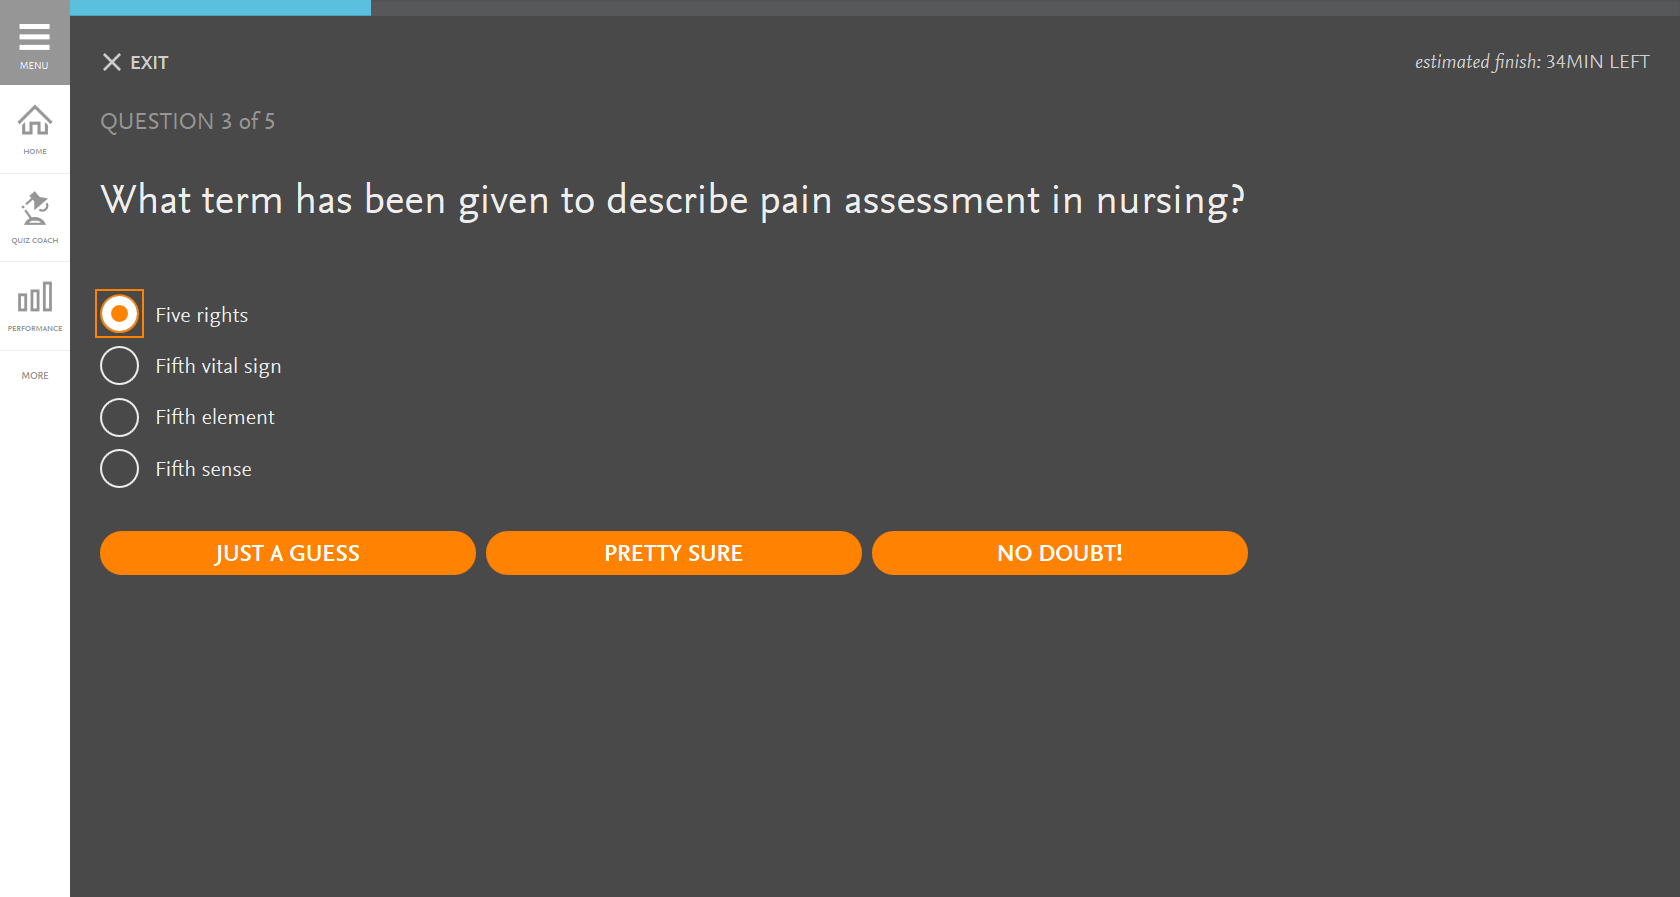 MENU
HOME
QUIZ COACH
PERFORMANCE
MORE
EXIT
estimated finish: 34MIN LEFT
QUESTION 3 of 5
What term has been given to describe pain assessment in nursing?
Five rights
Fifth vital sign
Fifth element
Fifth sense
JUST A GUESS
PRETTY SURE
NO DOUBT!